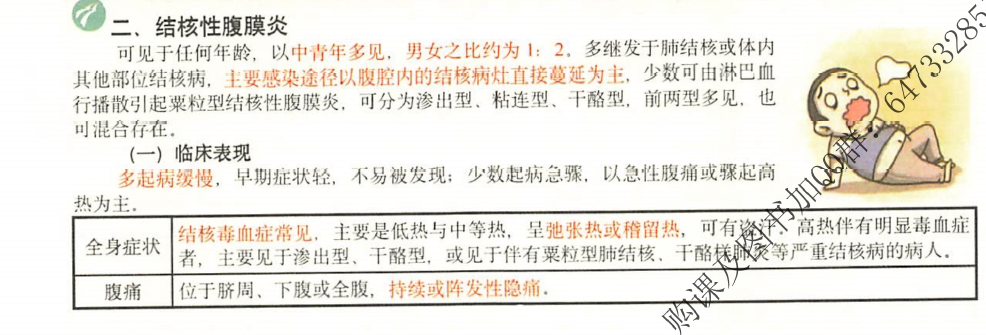 二、结核性腹膜炎
可见于任何年龄，以中青年多见，男女之比约为1：2。多继发于肺结核或体内
其他部位结核病，主要感染途径以腹腔内的结核病灶直接蔓延为主，少数可由淋巴血
行播散引起粟粒型结核性腹膜炎，可分为渗出型、粘连型、干酪型，前两型多见，也
可混合存在。
（一）临床表现
多起病缓慢，早期症状轻，不易被发现；少数起病急骤，以急性腹痛或骤起高
热为主。
全身症状
结核毒血症常见，主要是低热与中等热，呈弛张热或稽留热，可有盗汗。高热伴有明显毒血症
者，主要见于渗出型、干酪型，或见于伴有粟粒型肺结核、干酪样肺炎等严重结核病的病人。
腹痛
位于脐周、下腹或全腹，持续或阵发性隐痛。
购课及图书加QQ群：64733285